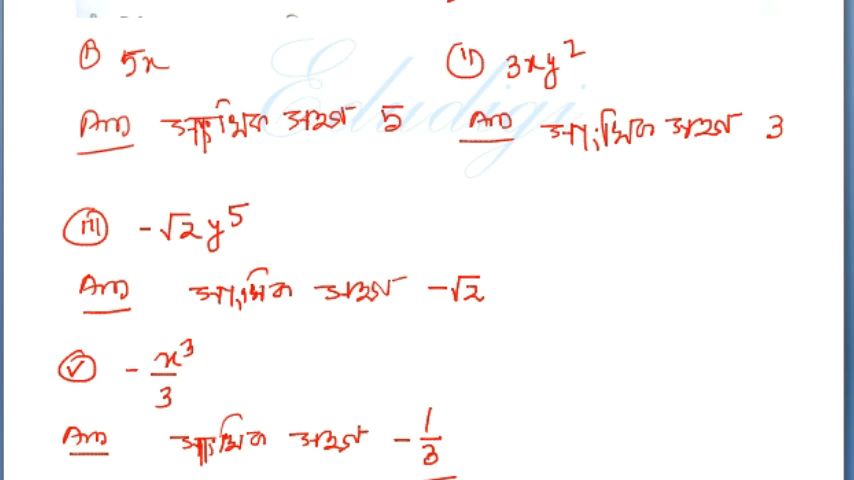 (i) 5x (ii) 3xy²
Ans সাংখ্যিক সহগ 5 Ans সাংখ্যিক সহগ 3
Edudigi
(iii) -√2y⁵
Ans সাংখ্যিক সহগ -√2
(v) -x³/3
Ans সাংখ্যিক সহগ -1/3